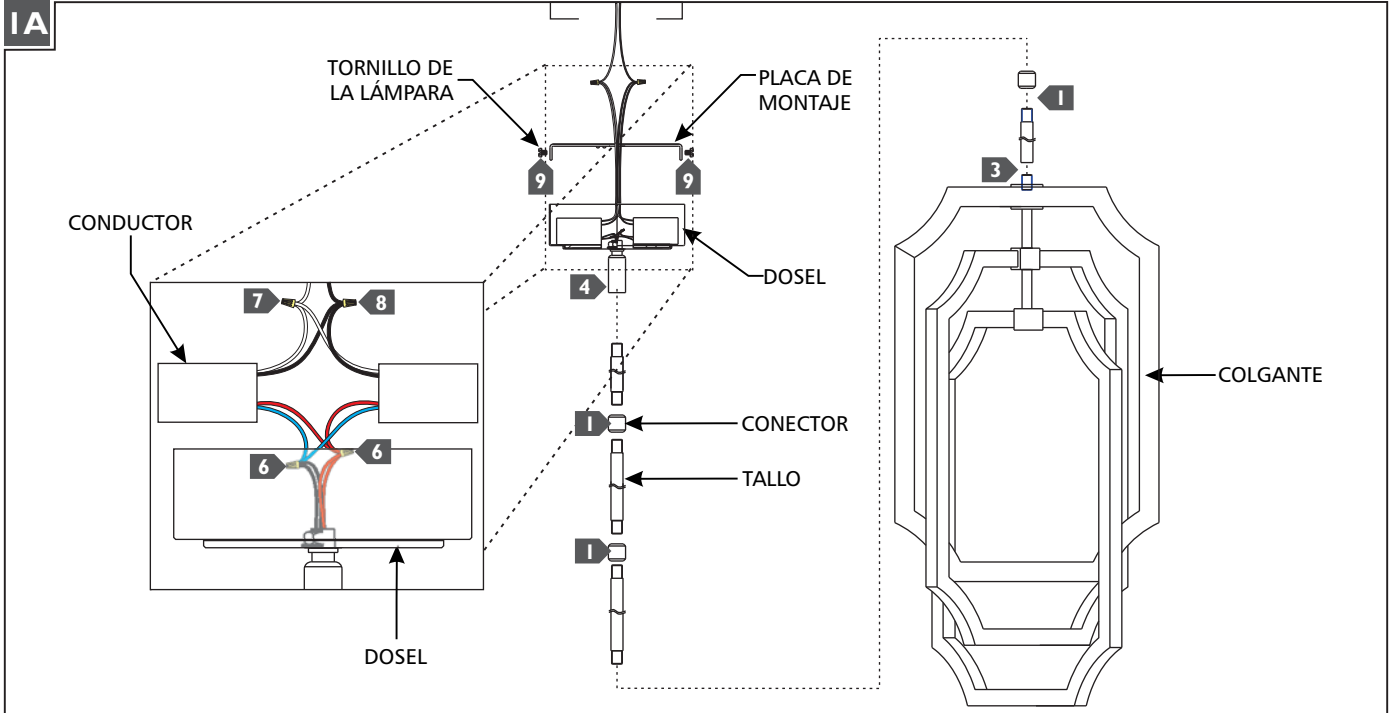 1A
TORNILLO DE
LA LÁMPARA
PLACA DE
MONTAJE
1
3
9
9
CONDUCTOR
DOSEL
4
7
8
COLGANTE
1
CONECTOR
6
6
TALLO
1
DOSEL